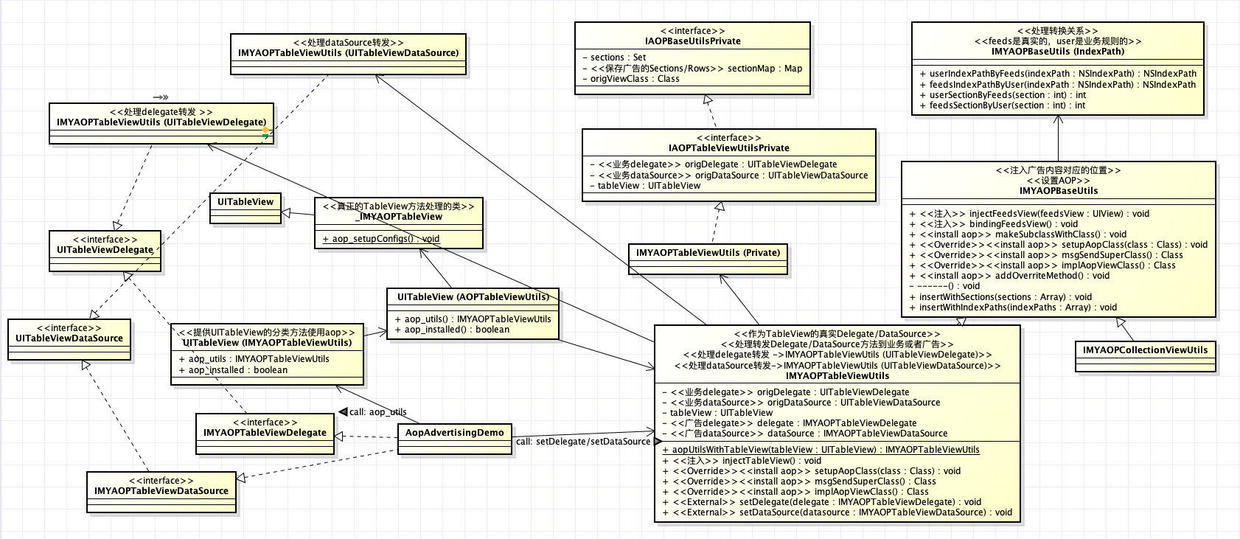 <<处理dataSource转发>>
IMYAOPTableViewUtils (UITableViewDataSource)
<<处理delegate转发 >>
IMYAOPTableViewUtils (UITableViewDelegate)
UITableView
<<真正的TableView方法处理的类>>
_IMYAOPTableView
+ aop_setupConfigs() : void
<<interface>>
UITableViewDelegate
UITableView (AOPTableViewUtils)
+ aop_utils() : IMYAOPTableViewUtils
+ aop_installed() : boolean
<<interface>>
UITableViewDataSource
<<提供UITableView的分类方法使用aop>>
UITableView (IMYAOPTableViewUtils)
+ aop_utils : IMYAOPTableViewUtils
+ aop_installed : boolean
call: aop_utils
<<interface>>
IMYAOPTableViewDelegate
AopAdvertisingDemo
call: setDelegate/setDataSource
<<interface>>
IMYAOPTableViewDataSource
<<interface>>
IAOPBaseUtilsPrivate
- sections : Set
- <<保存广告的Sections/Rows>> sectionMap : Map
- origViewClass : Class
<<interface>>
IAOPTableViewUtilsPrivate
- <<业务delegate>> origDelegate : UITableViewDelegate
- <<业务dataSource>> origDataSource : UITableViewDataSource
- tableView : UITableView
IMYAOPTableViewUtils (Private)
<<作为TableView的真实Delegate/DataSource>>
<<处理转发Delegate/DataSource方法到业务或者广告>>
<<处理delegate转发 ->IMYAOPTableViewUtils (UITableViewDelegate)>>
<<处理dataSource转发->IMYAOPTableViewUtils (UITableViewDataSource)>>
IMYAOPTableViewUtils
- <<业务delegate>> origDelegate : UITableViewDelegate
- <<业务dataSource>> origDataSource : UITableViewDataSource
- tableView : UITableView
- <<广告delegate>> delegate : IMYAOPTableViewDelegate
- <<广告dataSource>> dataSource : IMYAOPTableViewDataSource
+ aopUtilsWithTableView(tableView : UITableView) : IMYAOPTableViewUtils
+ <<注入>> injectTableView() : void
+ <<Override>><<install aop>> setupAopClass(class : Class) : void
+ <<Override>><<install aop>> msgSendSuperClass() : Class
+ <<Override>><<install aop>> implAopViewClass() : Class
+ <<External>> setDelegate(delegate : IMYAOPTableViewDelegate) : void
+ <<External>> setDataSource(datasource : IMYAOPTableViewDataSource) : void
<<处理转换关系>>
<<feeds是真实的，user是业务规则的>>
IMYAOPBaseUtils (IndexPath)
+ userIndexPathByFeeds(indexPath : NSIndexPath) : NSIndexPath
+ feedsIndexPathByUser(indexPath : NSIndexPath) : NSIndexPath
+ userSectionByFeeds(section : int) : int
+ feedsSectionByUser(section : int) : int
<<注入广告内容对应的位置>>
<<设置AOP>>
IMYAOPBaseUtils
+ <<注入>> injectFeedsView(feedsView : UIView) : void
+ <<注入>> bindingFeedsView() : void
+ <<install aop>> makeSubclassWithClass() : Class
+ <<Override>><<install aop>> setupAopClass(class : Class) : void
+ <<Override>><<install aop>> msgSendSuperClass() : Class
+ <<Override>><<install aop>> implAopViewClass() : Class
+ <<install aop>> addOverriteMethod() : void
- ------() : void
+ insertWithSections(sections : Array) : void
+ insertWithIndexPaths(indexPaths : Array) : void
IMYAOPCollectionViewUtils